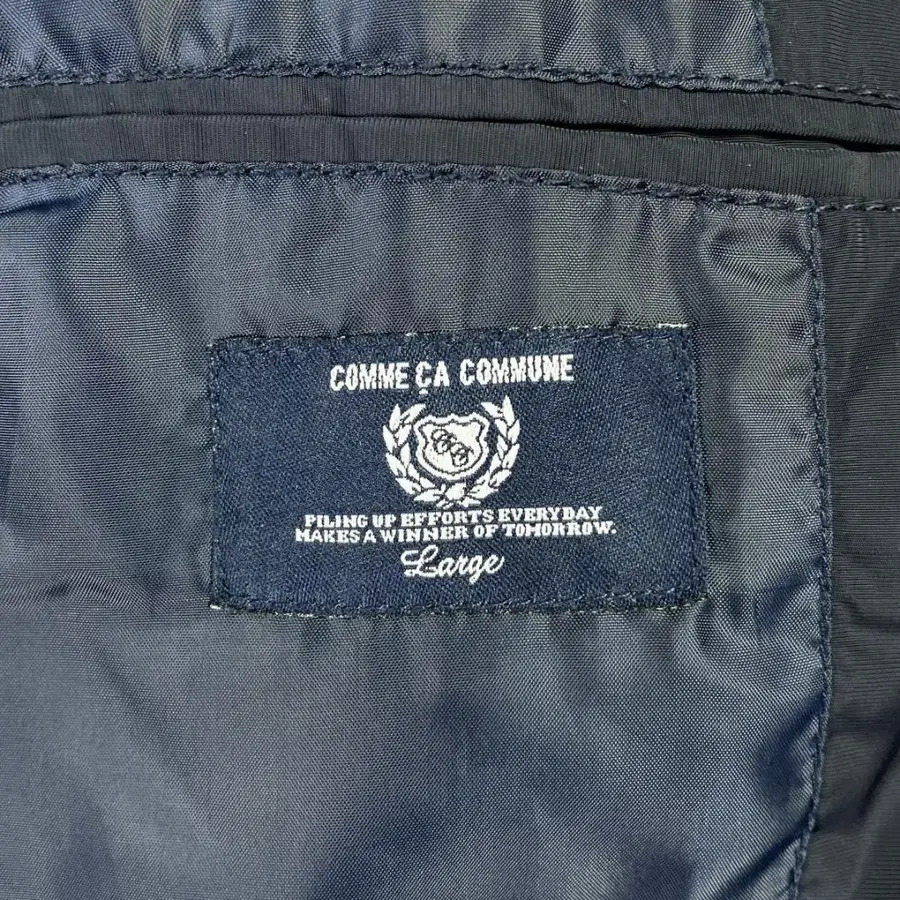 COMME ÇA COMMUNE
PILING UP EFFORTS EVERYDAY
MAKES A WINNER OF TOMORROW.
Large